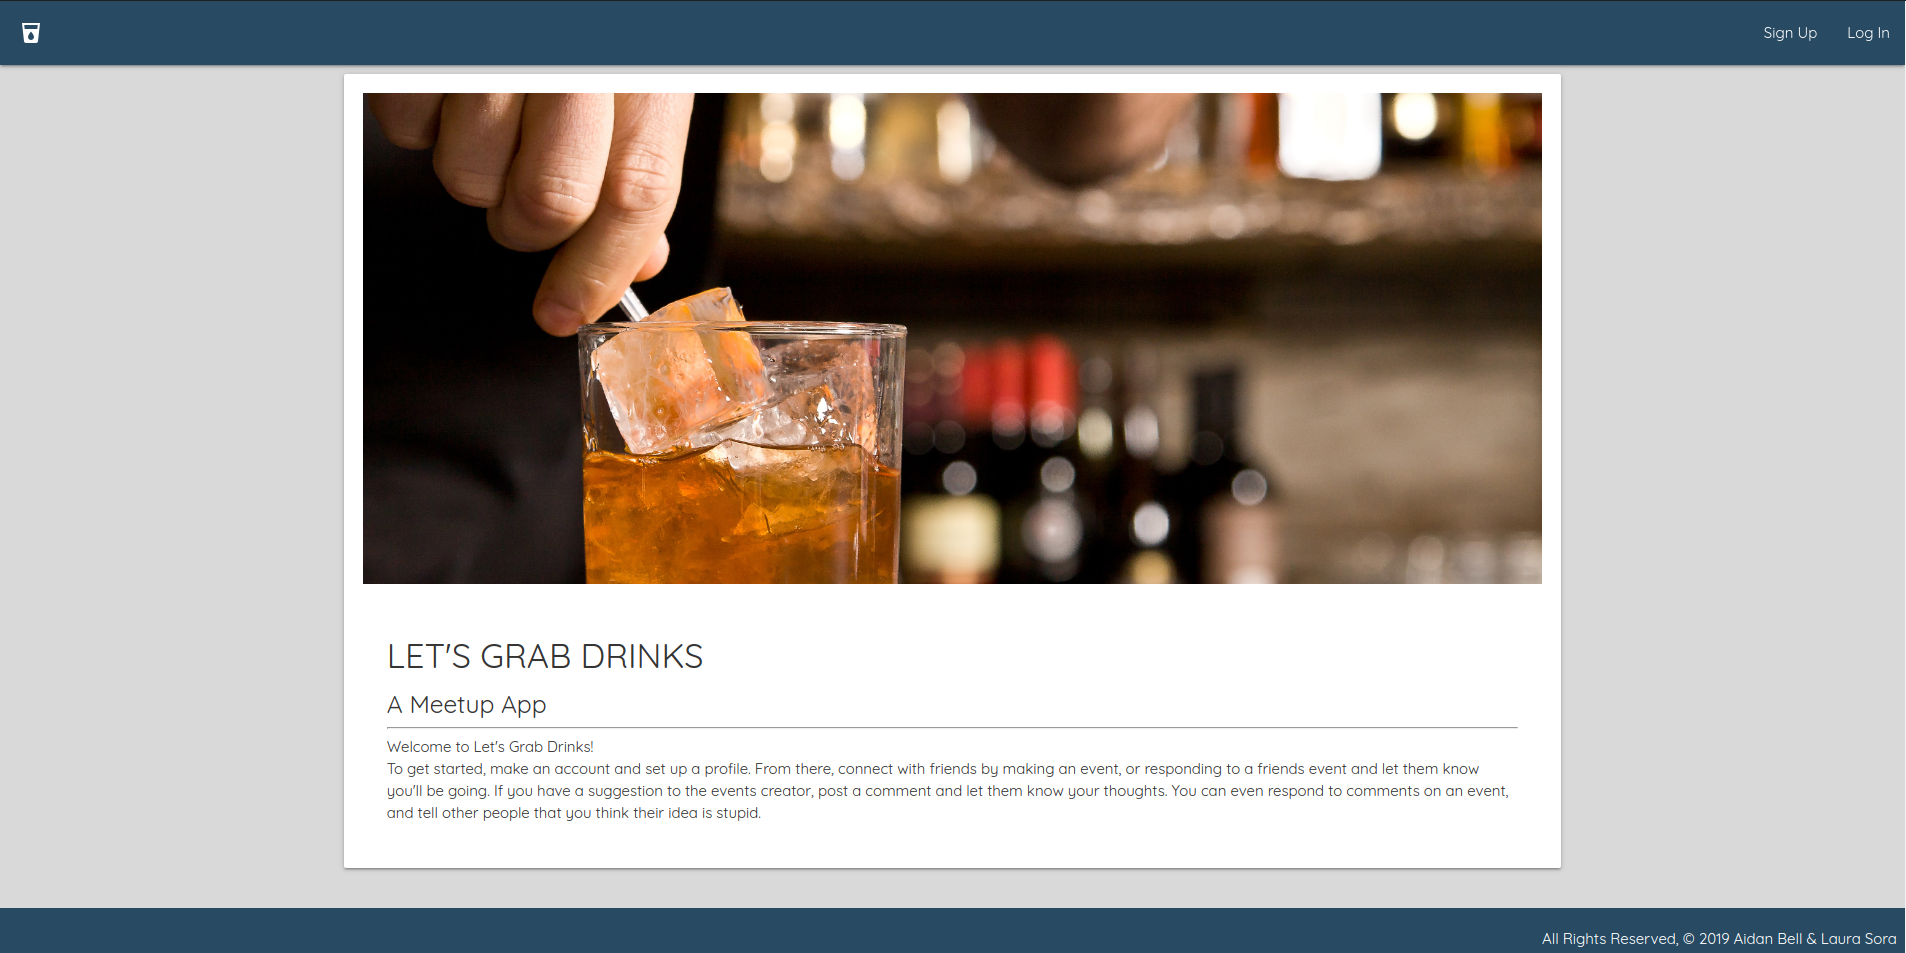 Sign Up Log In
LET'S GRAB DRINKS
A Meetup App
Welcome to Let's Grab Drinks!
To get started, make an account and set up a profile. From there, connect with friends by making an event, or responding to a friends event and let them know
you'll be going. If you have a suggestion to the events creator, post a comment and let them know your thoughts. You can even respond to comments on an event,
and tell other people that you think their idea is stupid.
All Rights Reserved, © 2019 Aidan Bell & Laura Sora